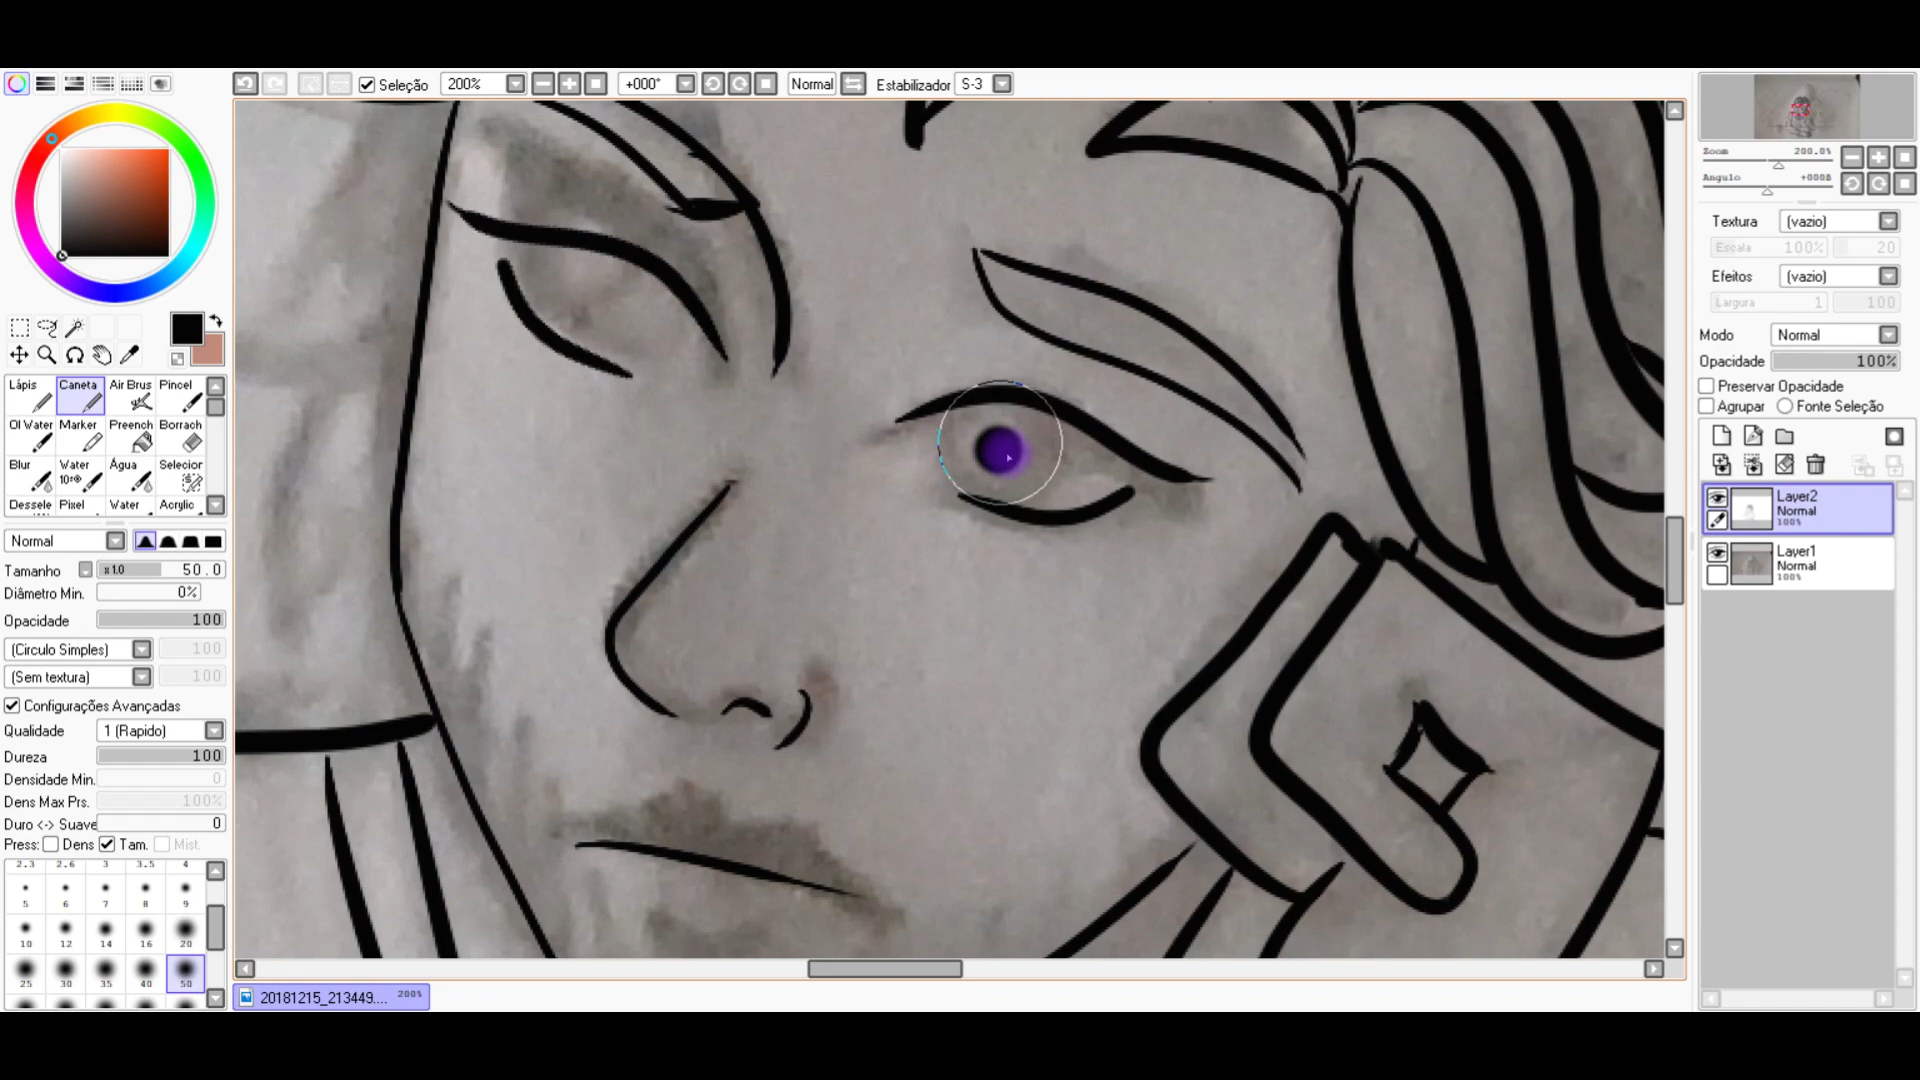 Seleção 200% +000° Normal Estabilizador S-3
Zoom 200.0%
Angulo +000Â
Textura (vazio)
Escala 100% 20
Efeitos (vazio)
Largura 1 100
Modo Normal
Opacidade 100%
Preservar Opacidade
Agrupar Fonte Seleção
Layer2
Normal
100%
Layer1
Normal
100%
Lápis Caneta Air Brus Pincel
Ol Water Marker Preench Borrach
Blur Water Água Selecior
10re
Dessele Pixel Water Acrylic
Normal
Tamanho x 1.0 50.0
Diâmetro Min. 0%
Opacidade 100
(Circulo Simples) 100
(Sem textura) 100
Configurações Avançadas
Qualidade 1 (Rapido)
Dureza 100
Densidade Min. 0
Dens Max Prs. 100%
Duro <-> Suave 0
Press: Dens Tam. Mist.
2.3 2.6 3 3.5 4
5 6 7 8 9
10 12 14 16 20
25 30 35 40 50
20181215_213449.... 200%